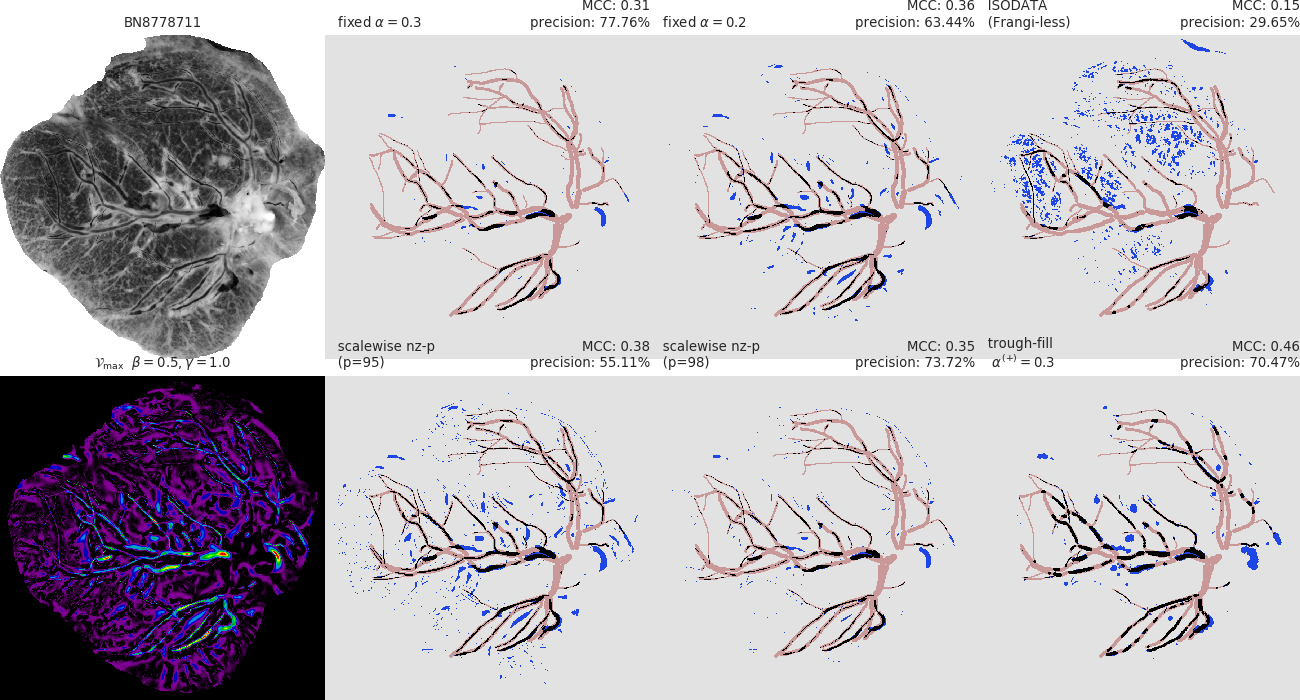 BN8778711
fixed α = 0.3
MCC: 0.31
precision: 77.76%
fixed α = 0.2
MCC: 0.36
precision: 63.44%
ISODATA
(Frangi-less)
MCC: 0.15
precision: 29.65%
𝒱max β = 0.5, γ = 1.0
scalewise nz-p
(p=95)
MCC: 0.38
precision: 55.11%
scalewise nz-p
(p=98)
MCC: 0.35
precision: 73.72%
trough-fill
α(+) = 0.3
MCC: 0.46
precision: 70.47%